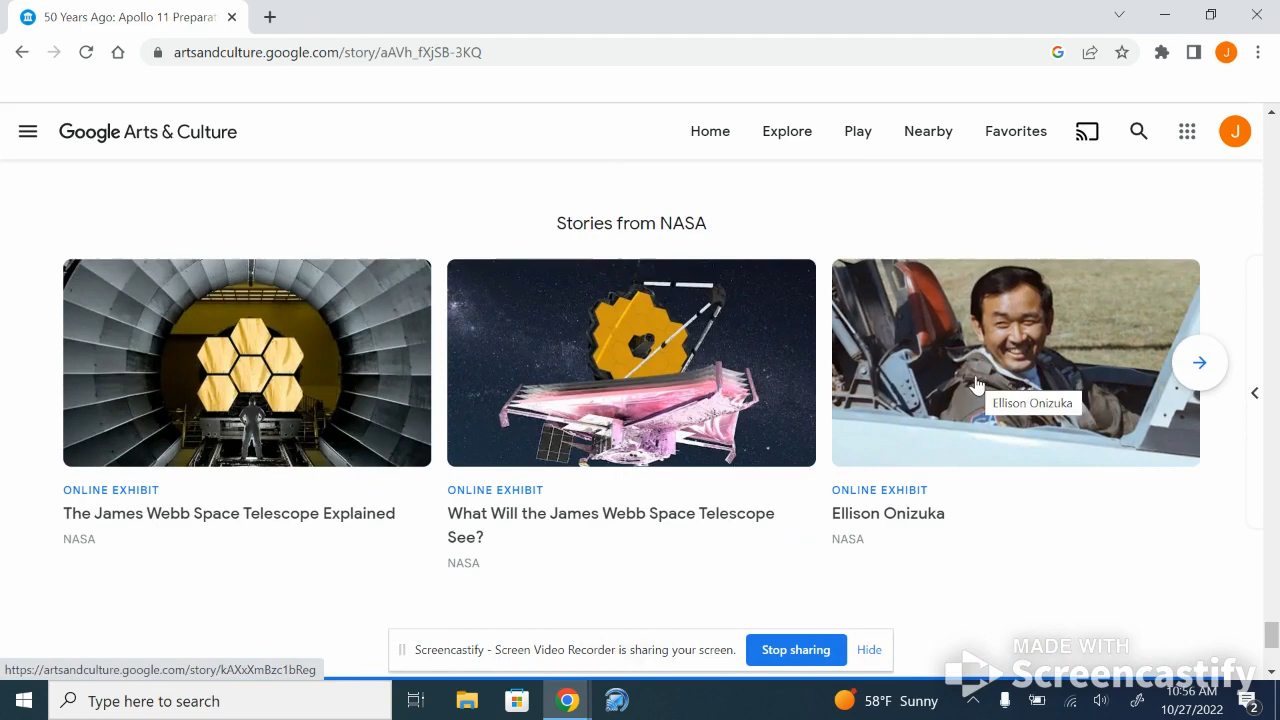 50 Years Ago: Apollo 11 Preparat
artsandculture.google.com/story/aAVh_fXjSB-3KQ
J
Google Arts & Culture
Home
Explore
Play
Nearby
Favorites
J
Stories from NASA
Ellison Onizuka
ONLINE EXHIBIT
The James Webb Space Telescope Explained
NASA
ONLINE EXHIBIT
What Will the James Webb Space Telescope
See?
NASA
ONLINE EXHIBIT
Ellison Onizuka
NASA
Screencastify - Screen Video Recorder is sharing your screen.
Stop sharing
Hide
MADE WITH
Screencastify
https://artsandculture.google.com/story/kAXxXmBzc1bReg
Type here to search
58°F Sunny
10:56 AM
10/27/2022
2